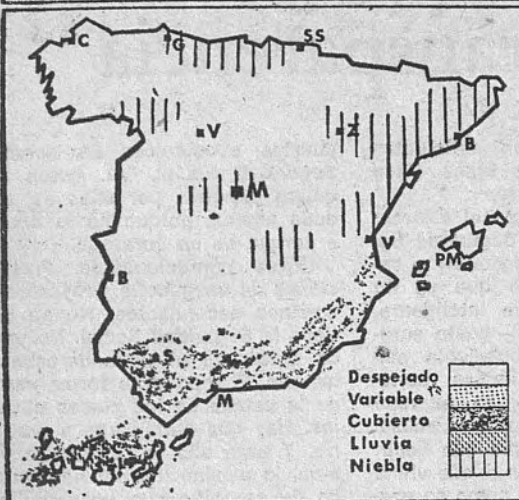 C
G
SS
V
Z
B
M
V
PM
B
S
M
Despejado
Variable
Cubierto
Lluvia
Niebla